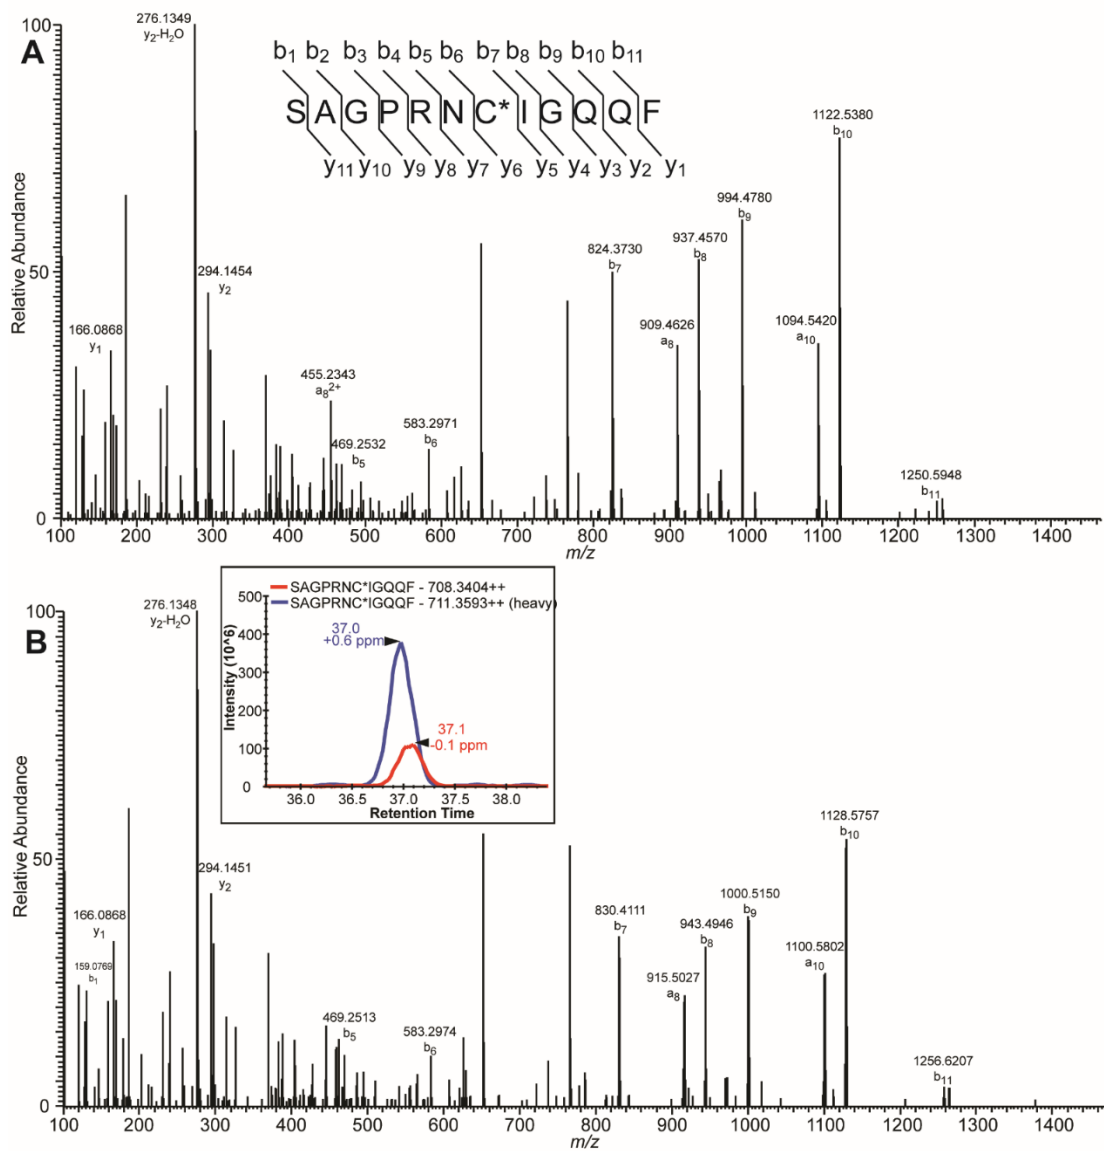 A
276.1349
y2-H2O
b1 b2 b3 b4 b5 b6 b7 b8 b9 b10 b11
SAGPRNC*IGQQF
y11 y10 y9 y8 y7 y6 y5 y4 y3 y2 y1
1122.5380
b10
994.4780
b9
937.4570
b8
824.3730
b7
909.4626
a8
1094.5420
a10
294.1454
y2
166.0868
y1
455.2343
a8 2+
469.2532
b5
583.2971
b6
1250.5948
b11
Relative Abundance
100
50
0
100 200 300 400 500 600 700 800 900 1000 1100 1200 1300 1400
m/z
SAGPRNC*IGQQF - 708.3404++
SAGPRNC*IGQQF - 711.3593++ (heavy)
37.0
+0.6 ppm
37.1
-0.1 ppm
Intensity (10^6)
500
400
300
200
100
0
36.0 36.5 37.0 37.5 38.0
Retention Time
B
276.1348
y2-H2O
1128.5757
b10
1000.5150
b9
943.4946
b8
830.4111
b7
915.5027
a8
1100.5802
a10
294.1451
y2
166.0868
y1
159.0769
b1
469.2513
b5
583.2974
b6
1256.6207
b11
Relative Abundance
100
50
0
100 200 300 400 500 600 700 800 900 1000 1100 1200 1300 1400
m/z